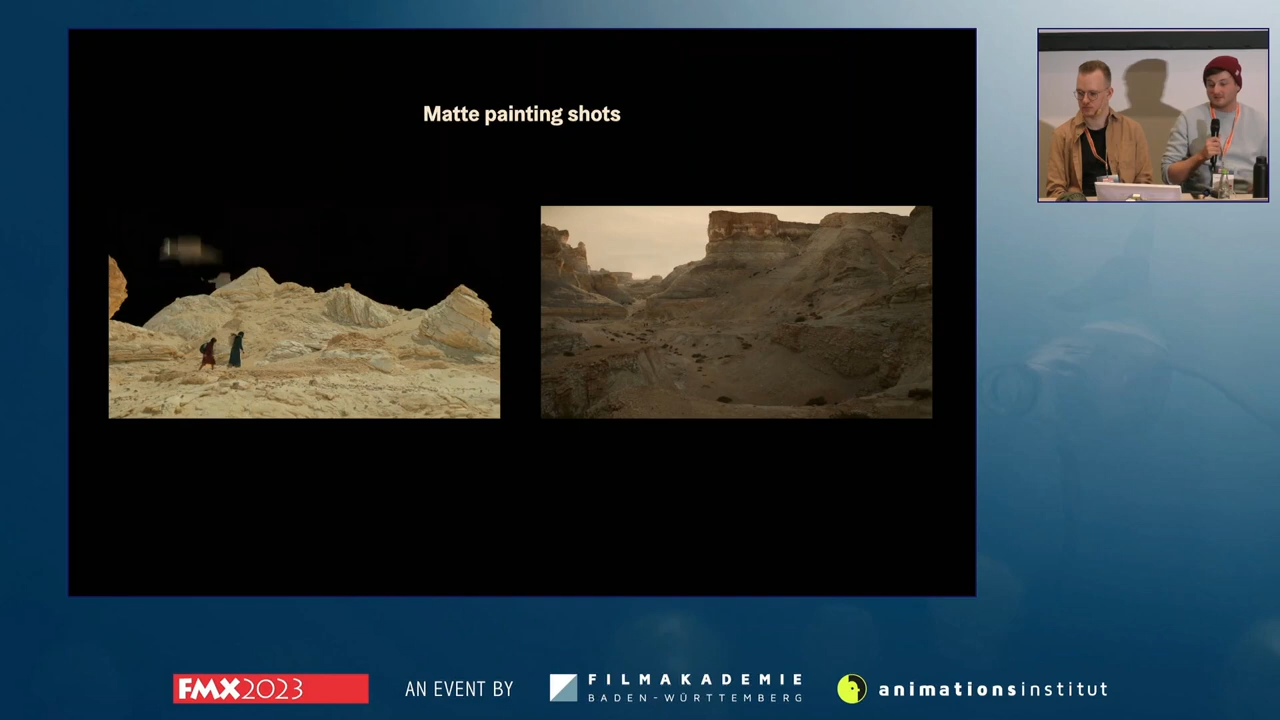 Matte painting shots
FMX2023
AN EVENT BY
FILMAKADEMIE
BADEN-WÜRTTEMBERG
animationsinstitut